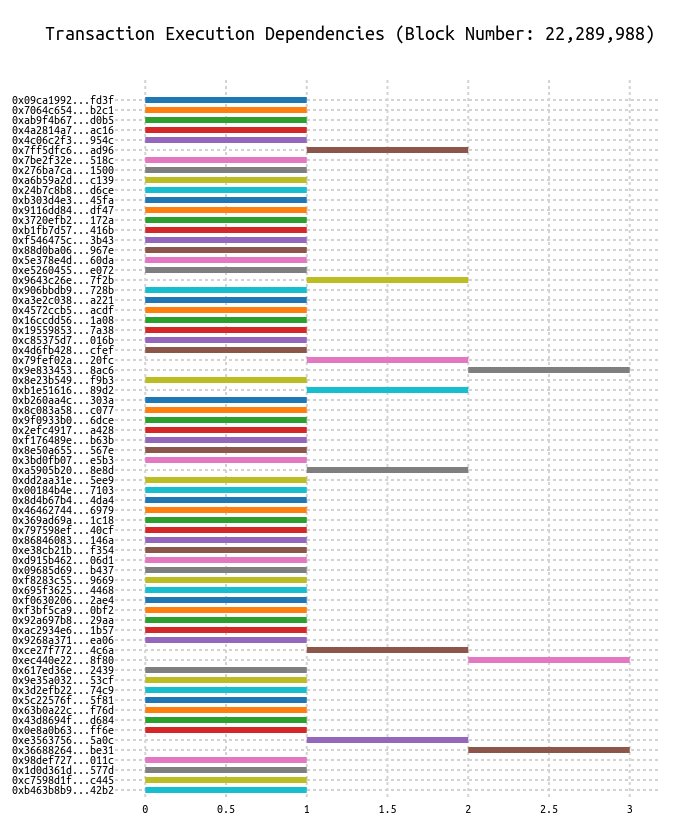 Transaction Execution Dependencies (Block Number: 22,289,988)
0x09ca1992...fd3f
0x7064c654...b2c1
0xab9f4b67...d0b5
0x4a2814a7...ac16
0x4c06c2f3...954c
0x7ff5dfc6...ad96
0x7be2f32e...518c
0x276ba7ca...1500
0xa6b59a2d...c139
0x24b7c8b8...d6ce
0xb303d4e3...45fa
0x9116dd84...df47
0x3720efb2...172a
0xb1fb7d57...416b
0xf546475c...3b43
0x88d0ba06...967e
0x5e378e4d...60da
0xe5260455...e072
0x9643c26e...7f2b
0x906bbdb9...728b
0xa3e2c038...a221
0x4572ccb5...acdf
0x16ccdd56...1a08
0x19559853...7a38
0xc85375d7...016b
0x4d6fb428...cfef
0x79fef02a...20fc
0x9e833453...8ac6
0x8e23b549...f9b3
0xb1e51616...89d2
0xb260aa4c...303a
0x8c083a58...c077
0x9f0933b0...6dce
0x2efc4917...a428
0xf176489e...b63b
0x8e50a655...567e
0x3bd0fb07...e5b3
0xa5905b20...8e8d
0xdd2aa31e...5ee9
0x00184b4e...7103
0x8d4b67b4...4da4
0x46462744...6979
0x369ad69a...1c18
0x797598ef...40cf
0x86846083...146a
0xe38cb21b...f354
0xd915b462...06d1
0x09685d69...b437
0xf8283c55...9669
0x695f3625...4468
0xf0630206...2ae4
0xf3bf5ca9...0bf2
0x92a697b8...29aa
0xac2934e6...1b57
0x9268a371...ea06
0xce27f772...4c6a
0xec440e22...8f80
0x617ed36e...2439
0x9e35a032...53cf
0x3d2efb22...74c9
0x5c22576f...5f81
0x63b0a22c...f76d
0x43d8694f...d684
0x0e8a0b63...ff6e
0xe3563756...5a0c
0x36688264...be31
0x98def727...011c
0x1d0d361d...577d
0xc7598d1f...c445
0xb463b8b9...42b2
0 0.5 1 1.5 2 2.5 3